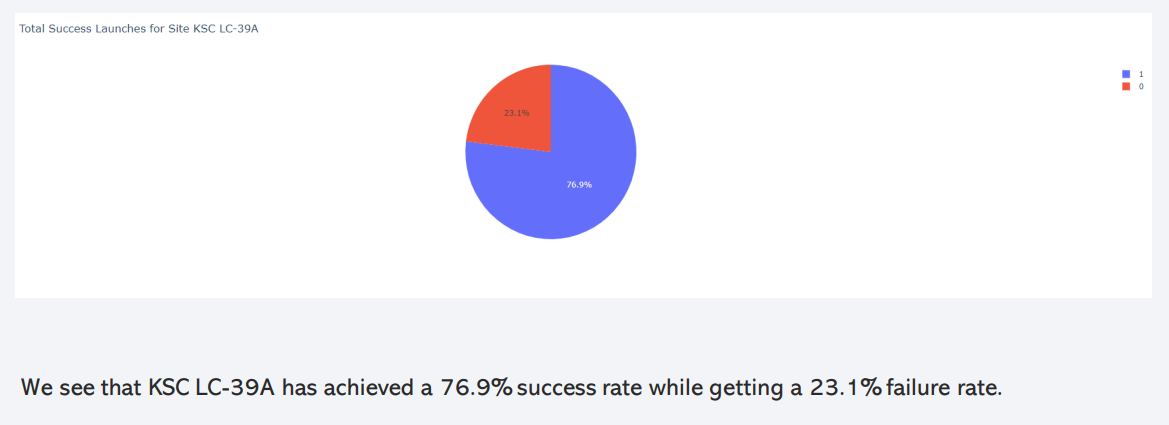 Total Success Launches for Site KSC LC-39A
1
0
23.1%
76.9%
We see that KSC LC-39A has achieved a 76.9% success rate while getting a 23.1% failure rate.